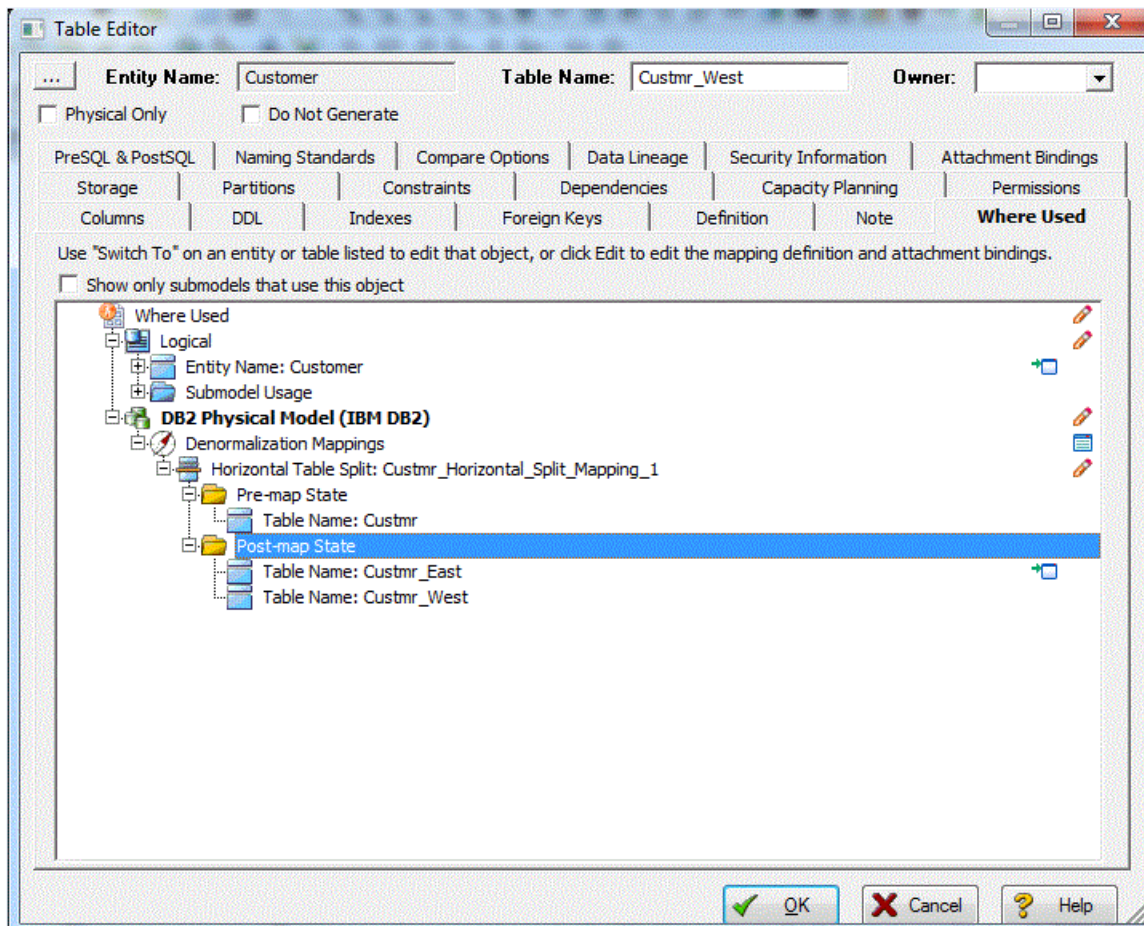 Table Editor
... Entity Name: Customer Table Name: Custmr_West Owner:
Physical Only Do Not Generate
PreSQL & PostSQL Naming Standards Compare Options Data Lineage Security Information Attachment Bindings
Storage Partitions Constraints Dependencies Capacity Planning Permissions
Columns DDL Indexes Foreign Keys Definition Note Where Used
Use "Switch To" on an entity or table listed to edit that object, or click Edit to edit the mapping definition and attachment bindings.
Show only submodels that use this object
Where Used
Logical
Entity Name: Customer
Submodel Usage
DB2 Physical Model (IBM DB2)
Denormalization Mappings
Horizontal Table Split: Custmr_Horizontal_Split_Mapping_1
Pre-map State
Table Name: Custmr
Post-map State
Table Name: Custmr_East
Table Name: Custmr_West
OK Cancel Help